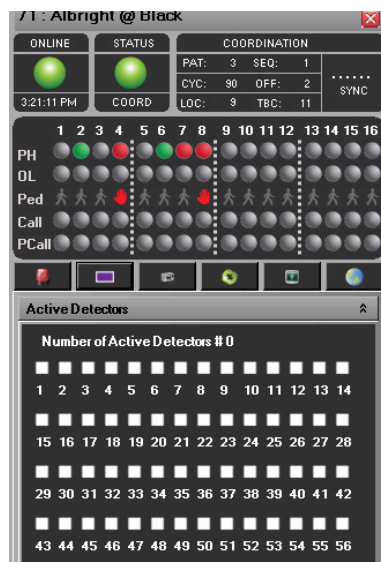 71 : Albright @ Black
ONLINE STATUS COORDINATION
PAT: 3 SEQ: 1
CYC: 90 OFF: 2
LOC: 9 TBC: 11
SYNC
3:21:11 PM COORD
1 2 3 4 5 6 7 8 9 10 11 12 13 14 15 16
PH
OL
Ped
Call
PCall
Active Detectors
Number of Active Detectors # 0
1 2 3 4 5 6 7 8 9 10 11 12 13 14
15 16 17 18 19 20 21 22 23 24 25 26 27 28
29 30 31 32 33 34 35 36 37 38 39 40 41 42
43 44 45 46 47 48 49 50 51 52 53 54 55 56